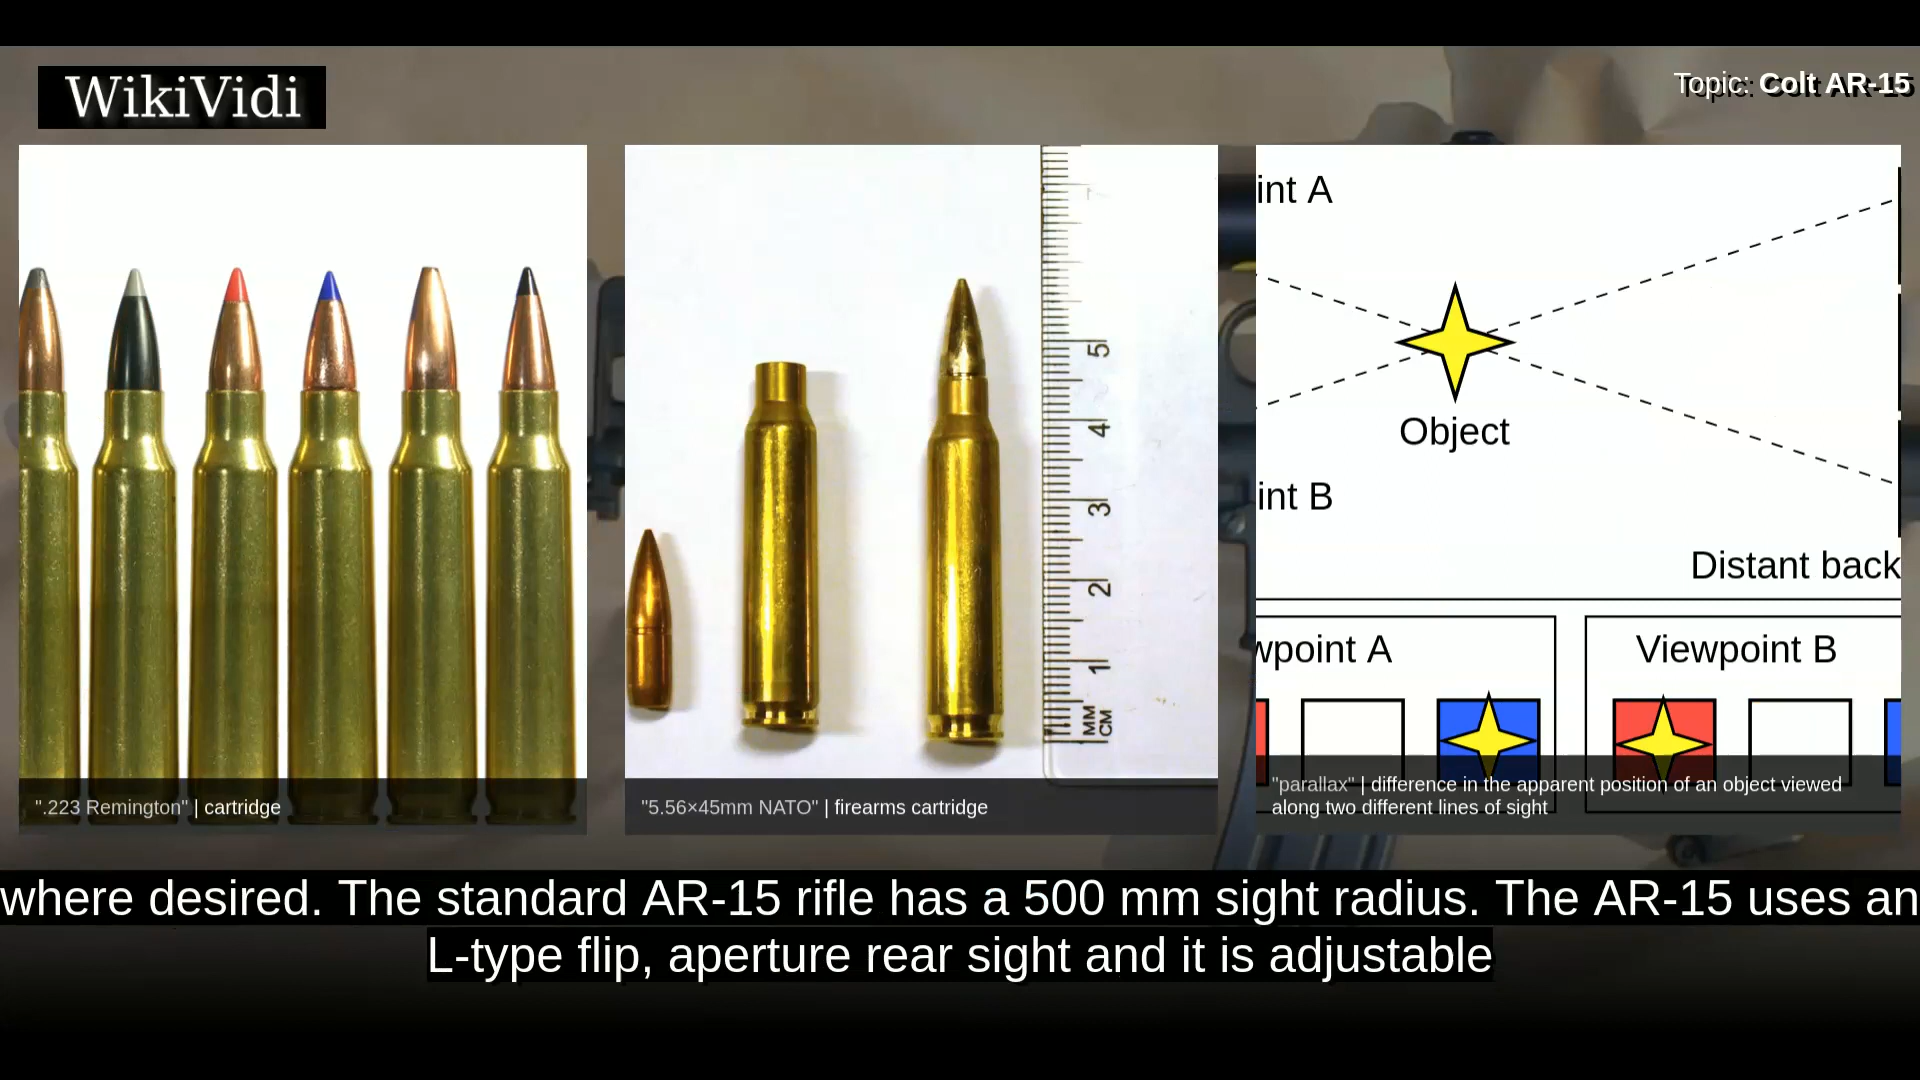 WikiVidi
Topic: Colt AR-15
int A
Object
int B
Distant back
wpoint A
Viewpoint B
5
4
3
2
1
MM
CM
".223 Remington" | cartridge
"5.56×45mm NATO" | firearms cartridge
"parallax" | difference in the apparent position of an object viewed
along two different lines of sight
where desired. The standard AR-15 rifle has a 500 mm sight radius. The AR-15 uses an
L-type flip, aperture rear sight and it is adjustable